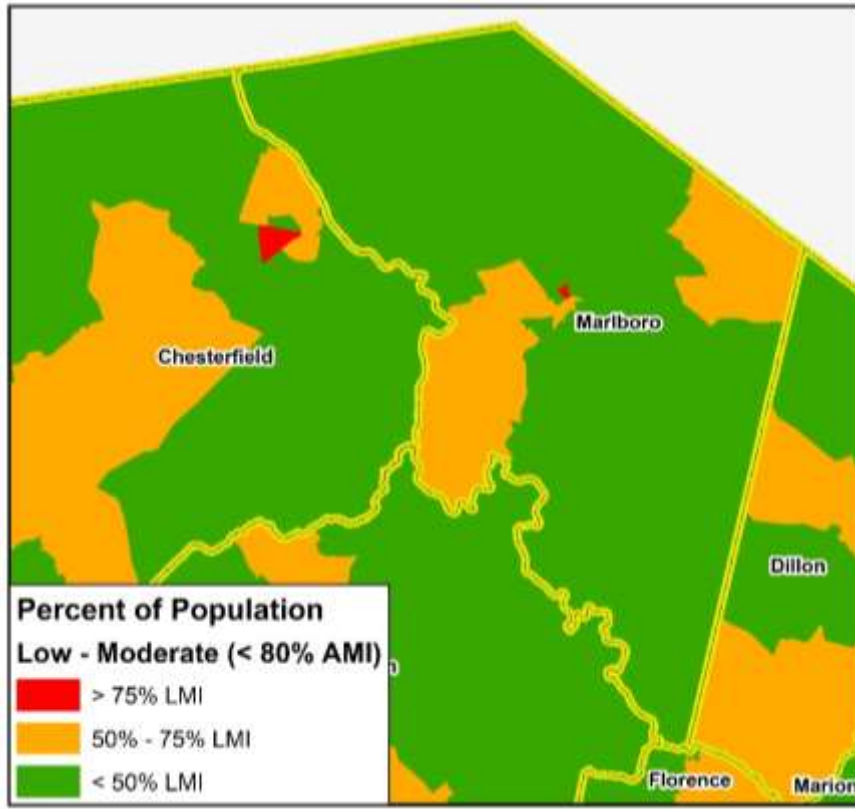 Marlboro
Chesterfield
Dillon
Percent of Population
Low - Moderate (< 80% AMI)
> 75% LMI
50% - 75% LMI
< 50% LMI
Florence
Marion